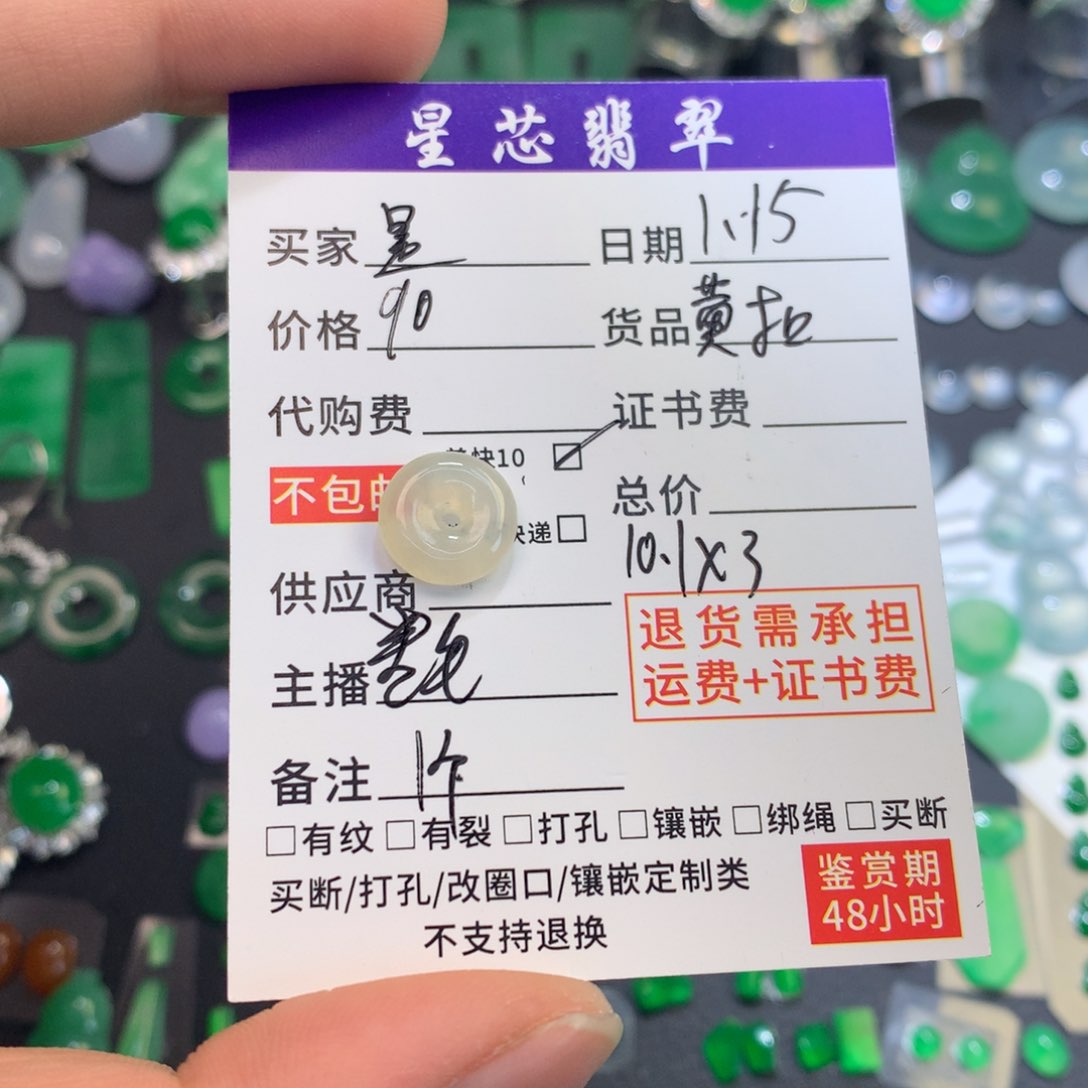 星芯翡翠
买家 日期 1.15
价格 90 货品 黄扣
代购费 证书费
快10
不包
总价
递
10.1x3
供应商
退货需承担
运费+证书费
主播
备注 1个
□有纹 □有裂 □打孔 □镶嵌 □绑绳 □买断
买断/打孔/改圈口/镶嵌定制类
不支持退换
鉴赏期
48小时